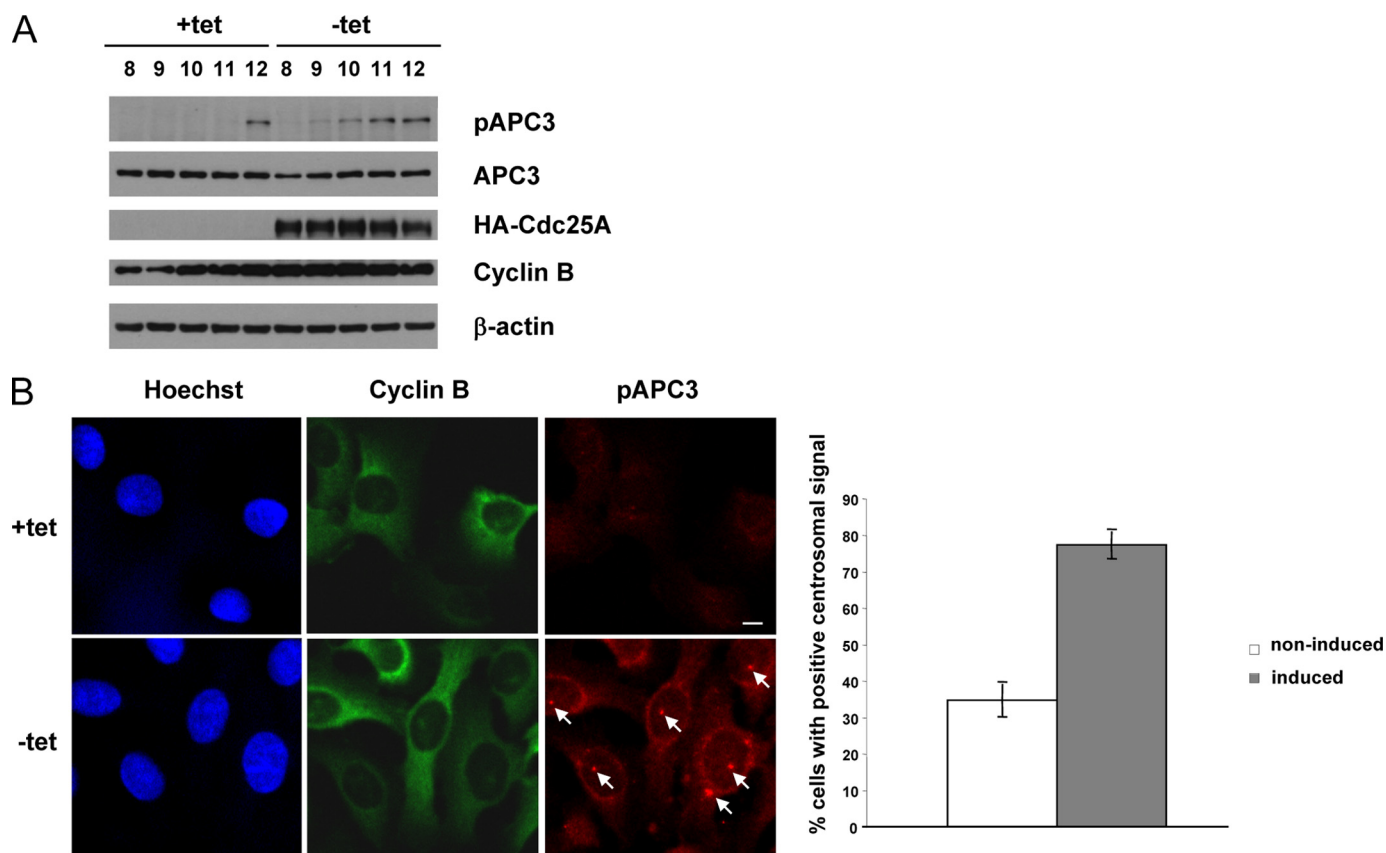 A
+tet -tet
8 9 10 11 12 8 9 10 11 12
pAPC3
APC3
HA-Cdc25A
Cyclin B
β-actin
B
Hoechst Cyclin B pAPC3
+tet
-tet
% cells with positive centrosomal signal
90
80
70
60
50
40
30
20
10
0
non-induced
induced